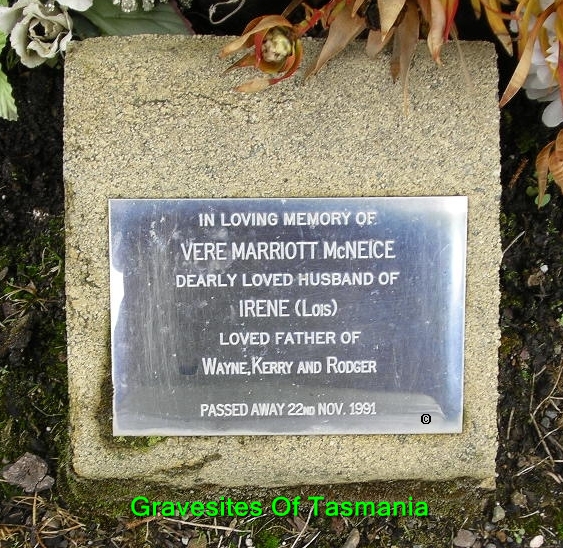 IN LOVING MEMORY OF
VERE MARRIOTT McNEICE
DEARLY LOVED HUSBAND OF
IRENE (LOIS)
LOVED FATHER OF
WAYNE, KERRY AND RODGER
PASSED AWAY 22ND NOV. 1991
©
Gravesites Of Tasmania